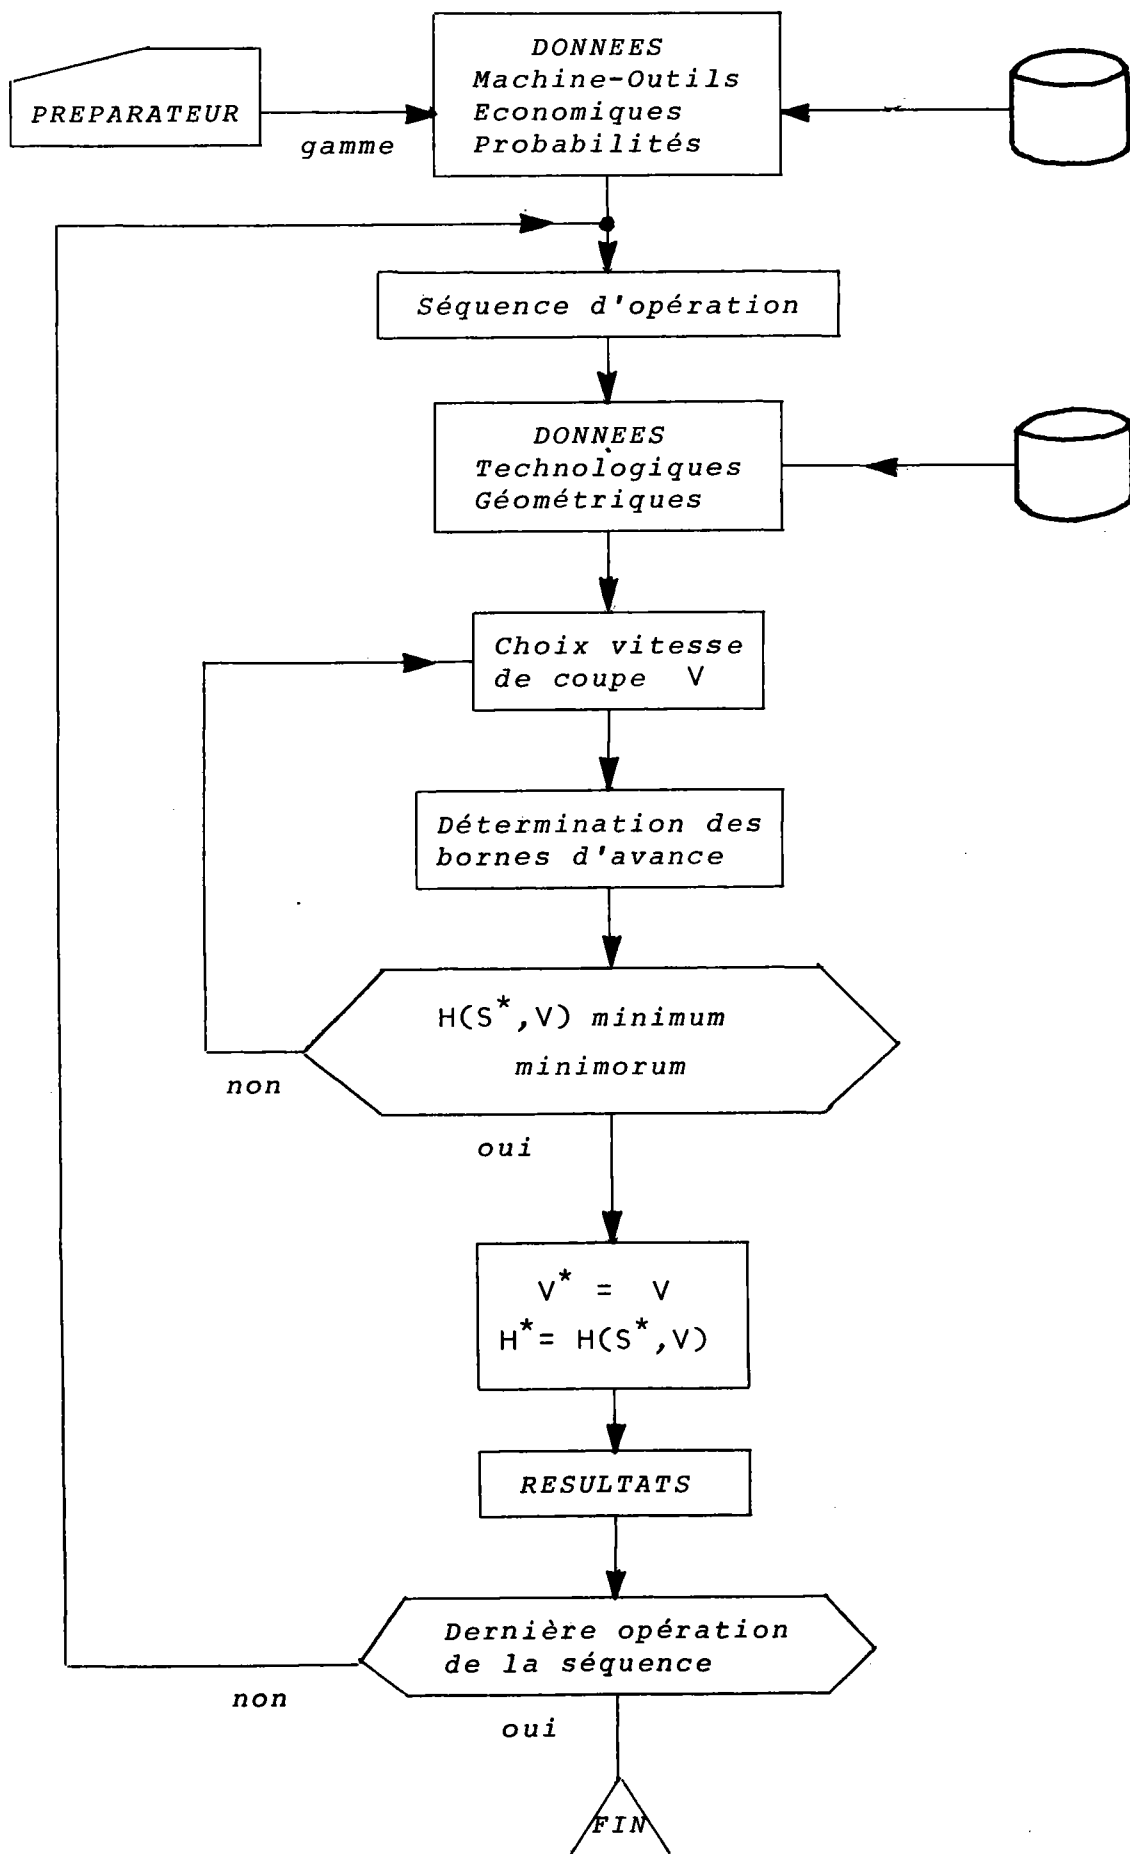 DONNEES
Machine-Outils
Economiques
Probabilités
PREPARATEUR
gamme
Séquence d'opération
DONNEES
Technologiques
Géométriques
Choix vitesse
de coupe V
Détermination des
bornes d'avance
H(S*,V) minimum
minimorum
non
oui
V* = V
H*= H(S*,V)
RESULTATS
Dernière opération
de la séquence
non
oui
FIN